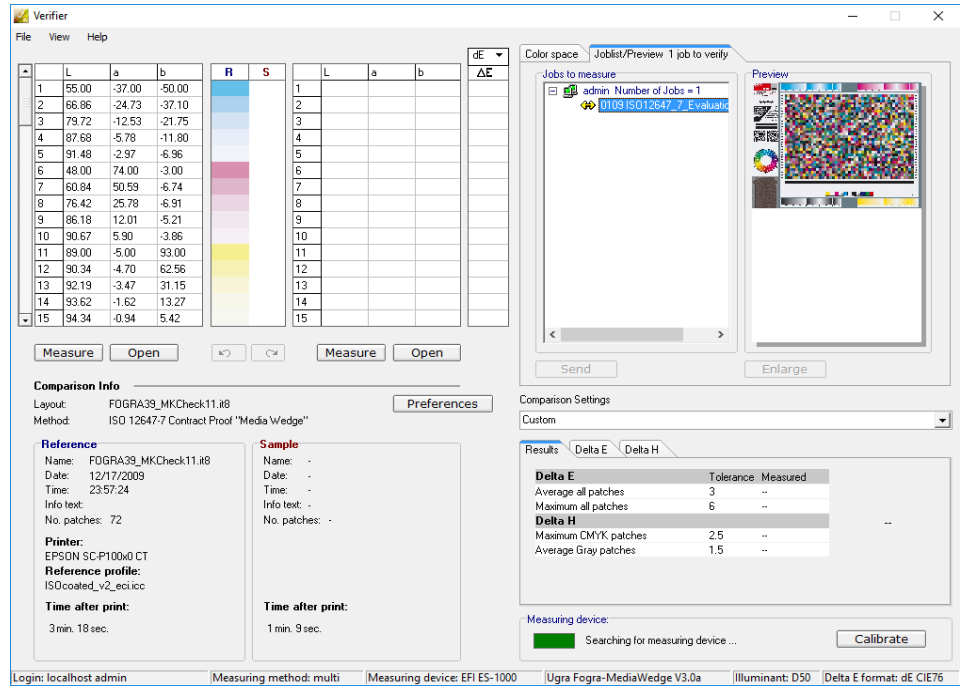 Verifier
File View Help
dE
L a b R S L a b ΔE
1 55.00 -37.00 -50.00 1
2 66.86 -24.73 -37.10 2
3 79.72 -12.53 -21.75 3
4 87.68 -5.78 -11.80 4
5 91.48 -2.97 -6.96 5
6 48.00 74.00 -3.00 6
7 60.84 50.59 -6.74 7
8 76.42 25.78 -6.91 8
9 86.18 12.01 -5.21 9
10 90.67 5.90 -3.86 10
11 89.00 -5.00 93.00 11
12 90.34 -4.70 62.56 12
13 92.19 -3.47 31.15 13
14 93.62 -1.62 13.27 14
15 94.34 -0.94 5.42 15
Measure Open Measure Open
Comparison Info
Layout: FOGRA39_MKCheck11.it8
Method: ISO 12647-7 Contract Proof "Media Wedge"
Preferences
Reference
Name: FOGRA39_MKCheck11.it8
Date: 12/17/2009
Time: 23:57:24
Info text:
No. patches: 72
Printer:
EPSON SC-P100x0 CT
Reference profile:
ISOcoated_v2_eci.icc
Time after print:
3 min. 18 sec.
Sample
Name: -
Date: -
Time: -
Info text: -
No. patches: -
Time after print:
1 min. 9 sec.
Color space Joblist/Preview 1 job to verify
Jobs to measure
admin Number of Jobs = 1
0109 ISO12647_7_Evaluatio
Preview
Send Enlarge
Comparison Settings
Custom
Results Delta E Delta H
Delta E Tolerance Measured
Average all patches 3 --
Maximum all patches 6 --
Delta H --
Maximum CMYK patches 2.5 --
Average Gray patches 1.5 --
Measuring device:
Searching for measuring device ...
Calibrate
Login: localhost admin Measuring method: multi Measuring device: EFI ES-1000 Ugra Fogra-MediaWedge V3.0a Illuminant: D50 Delta E format: dE CIE76